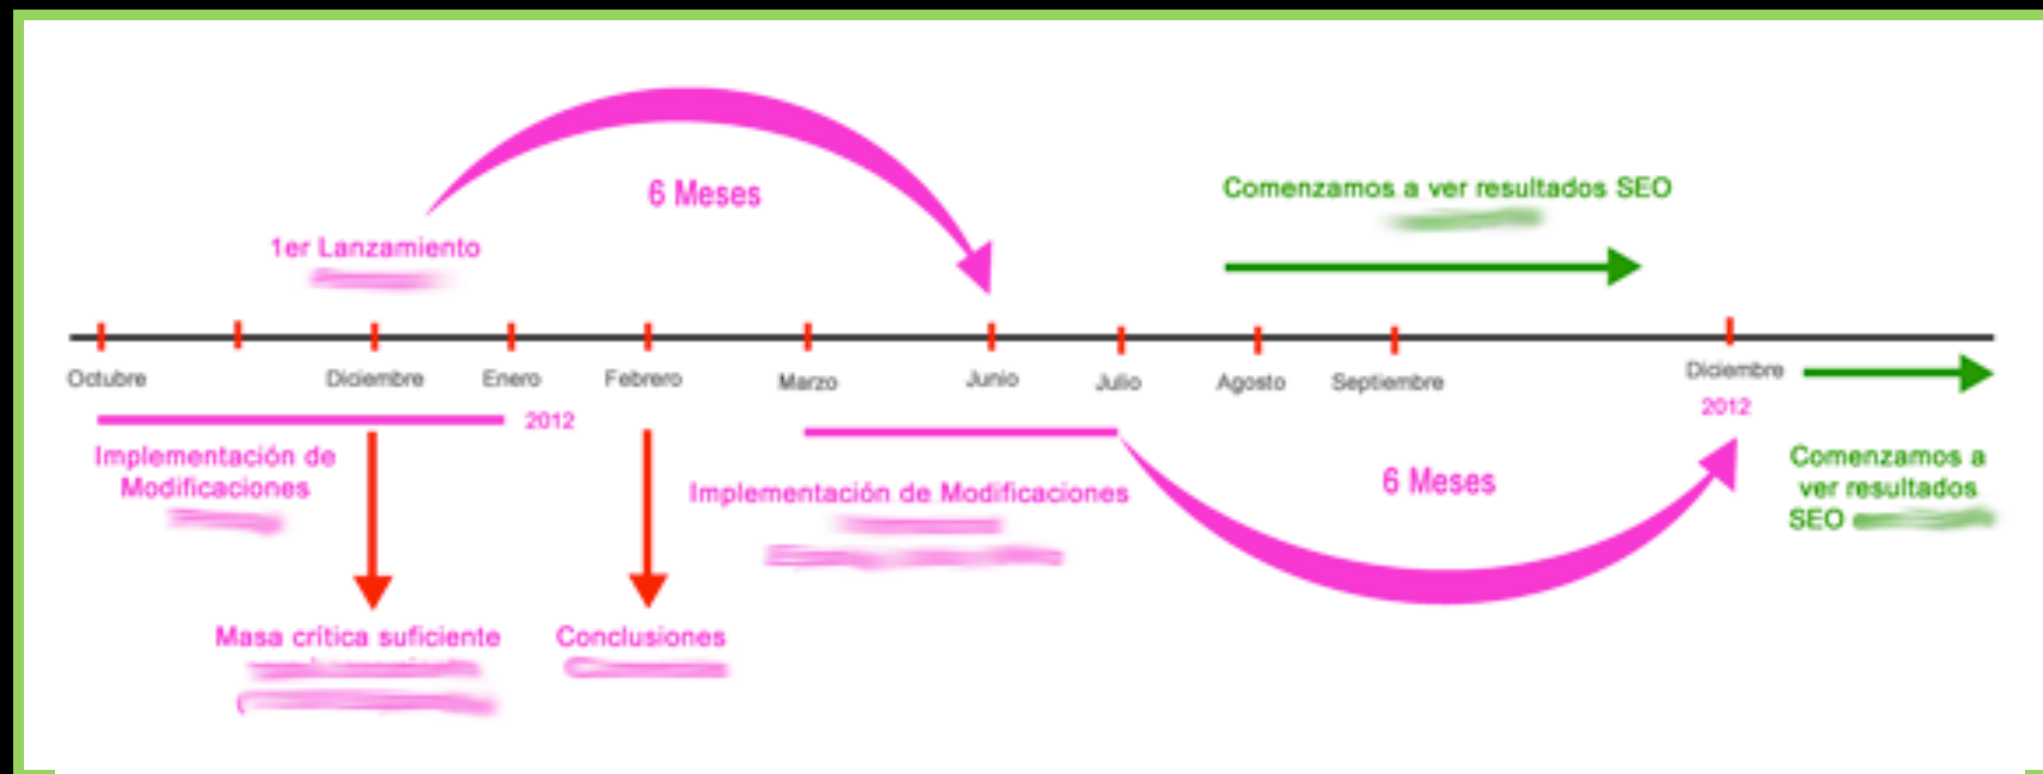 6 Meses
Comenzamos a ver resultados SEO
1er Lanzamiento
Octubre
Diciembre
Enero
Febrero
Marzo
Junio
Julio
Agosto
Septiembre
Diciembre
2012
2012
Implementación de
Modificaciones
Implementación de Modificaciones
6 Meses
Comenzamos a
ver resultados
SEO
Masa crítica suficiente
Conclusiones